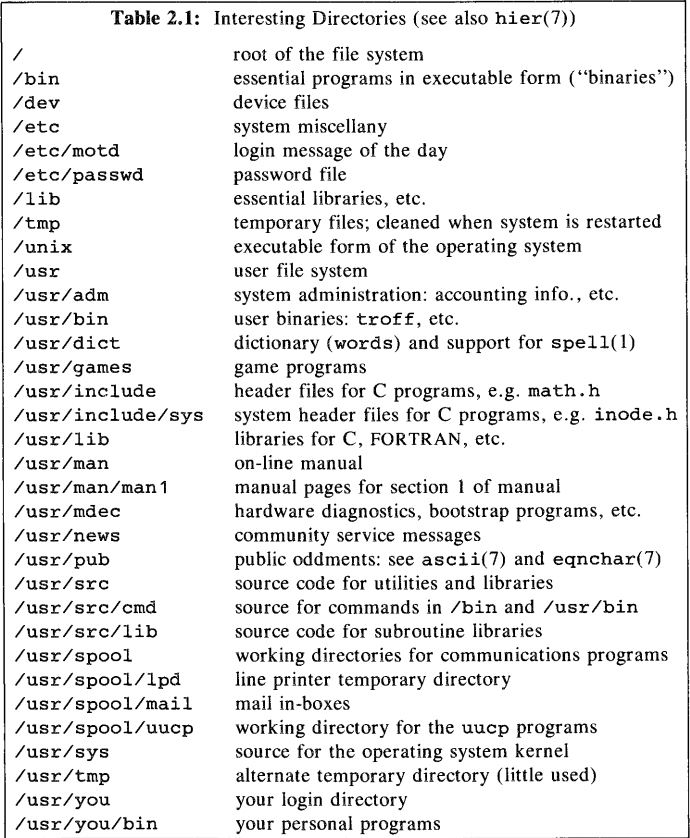 Table 2.1: Interesting Directories (see also hier(7))
/ root of the file system
/bin essential programs in executable form (“binaries”)
/dev device files
/etc system miscellany
/etc/motd login message of the day
/etc/passwd password file
/lib essential libraries, etc.
/tmp temporary files; cleaned when system is restarted
/unix executable form of the operating system
/usr user file system
/usr/adm system administration: accounting info., etc.
/usr/bin user binaries: troff, etc.
/usr/dict dictionary (words) and support for spell(1)
/usr/games game programs
/usr/include header files for C programs, e.g. math.h
/usr/include/sys system header files for C programs, e.g. inode.h
/usr/lib libraries for C, FORTRAN, etc.
/usr/man on-line manual
/usr/man/man1 manual pages for section 1 of manual
/usr/mdec hardware diagnostics, bootstrap programs, etc.
/usr/news community service messages
/usr/pub public oddments: see ascii(7) and eqnchar(7)
/usr/src source code for utilities and libraries
/usr/src/cmd source for commands in /bin and /usr/bin
/usr/src/lib source code for subroutine libraries
/usr/spool working directories for communications programs
/usr/spool/lpd line printer temporary directory
/usr/spool/mail mail in-boxes
/usr/spool/uucp working directory for the uucp programs
/usr/sys source for the operating system kernel
/usr/tmp alternate temporary directory (little used)
/usr/you your login directory
/usr/you/bin your personal programs